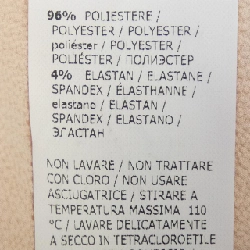 96% POLIESTERE /
POLYESTER / POLYESTER /
poliéster / POLYESTER /
POLIÉSTER / ПОЛИЭСТЕР
4% ELASTAN / ELASTANE /
SPANDEX / ÉLASTHANNE /
elastano / ELASTAN /
SPANDEX / ELASTANO /
ЭЛАСТАН
NON LAVARE / NON TRATTARE
CON CLORO / NON USARE
ASCIUGATRICE / STIRARE A
TEMPERATURA MASSIMA 110
°C / LAVARE DELICATAMENTE
A SECCO IN TETRACLOROETILE